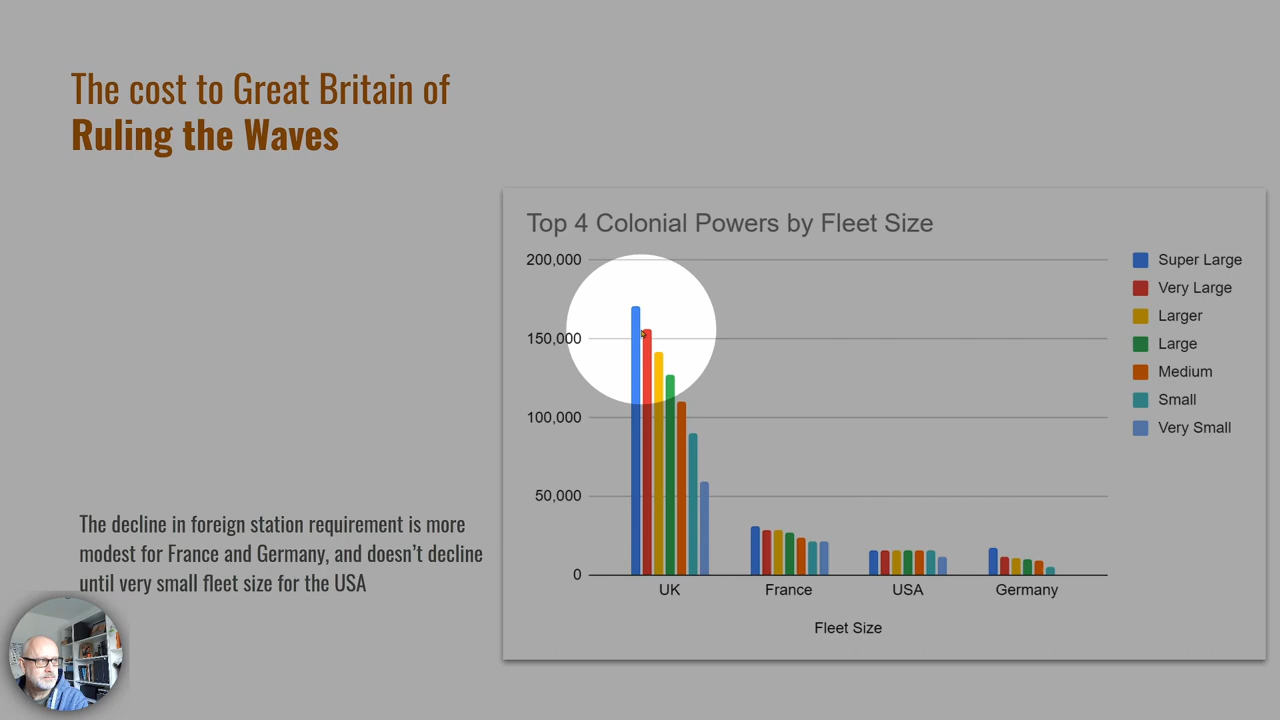 The cost to Great Britain of
Ruling the Waves
The decline in foreign station requirement is more
modest for France and Germany, and doesn’t decline
until very small fleet size for the USA
Top 4 Colonial Powers by Fleet Size
200,000
150,000
100,000
50,000
0
UK
France
USA
Germany
Fleet Size
Super Large
Very Large
Larger
Large
Medium
Small
Very Small